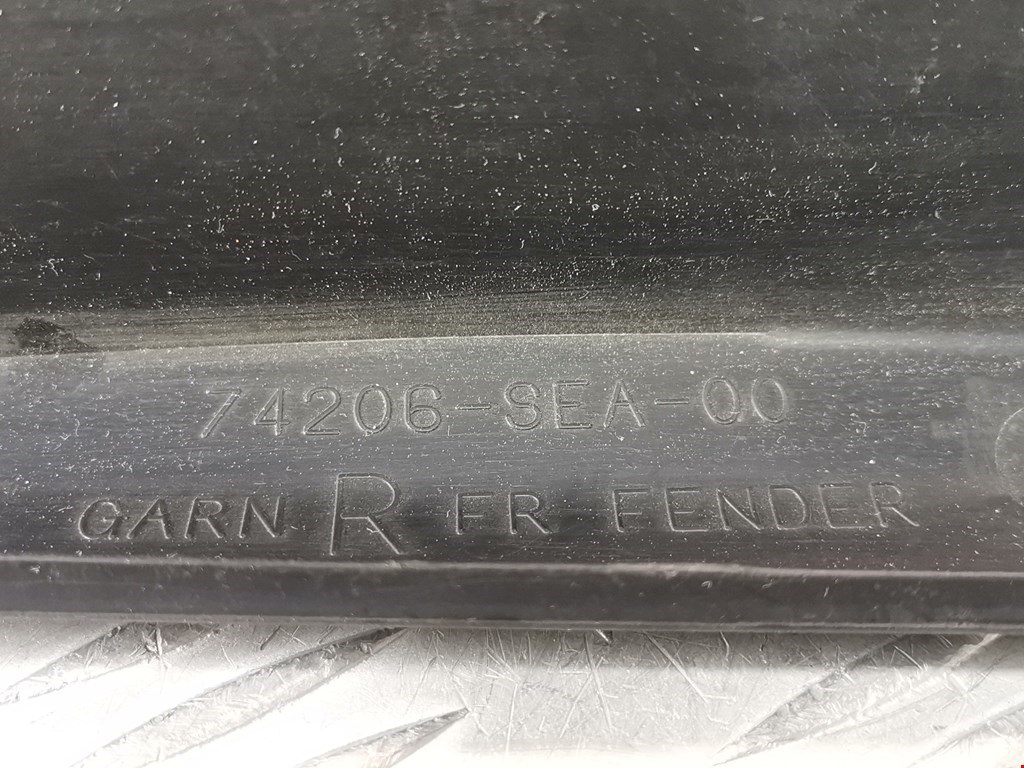 74206-SEA-00
GARN R FR FENDER